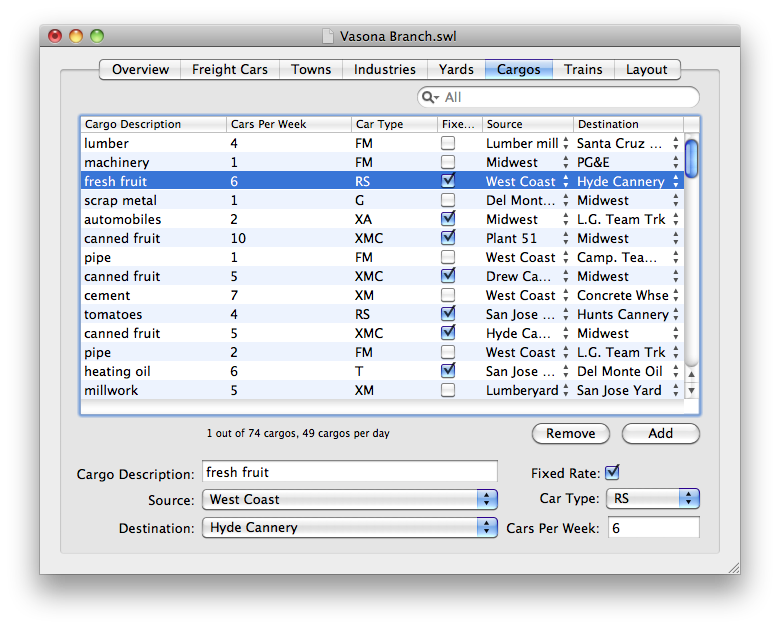 Vasona Branch.swl
Overview Freight Cars Towns Industries Yards Cargos Trains Layout
All
Cargo Description Cars Per Week Car Type Fixe... Source Destination
lumber 4 FM Lumber mill Santa Cruz ...
machinery 1 FM Midwest PG&E
fresh fruit 6 RS West Coast Hyde Cannery
scrap metal 1 G Del Mont... Midwest
automobiles 2 XA Midwest L.G. Team Trk
canned fruit 10 XMC Plant 51 Midwest
pipe 1 FM West Coast Camp. Tea...
canned fruit 5 XMC Drew Ca... Midwest
cement 7 XM West Coast Concrete Whse
tomatoes 4 RS San Jose ... Hunts Cannery
canned fruit 5 XMC Hyde Ca... Midwest
pipe 2 FM West Coast L.G. Team Trk
heating oil 6 T San Jose ... Del Monte Oil
millwork 5 XM Lumberyard San Jose Yard
1 out of 74 cargos, 49 cargos per day
Remove Add
Cargo Description: fresh fruit Fixed Rate:
Source: West Coast Car Type: RS
Destination: Hyde Cannery Cars Per Week: 6